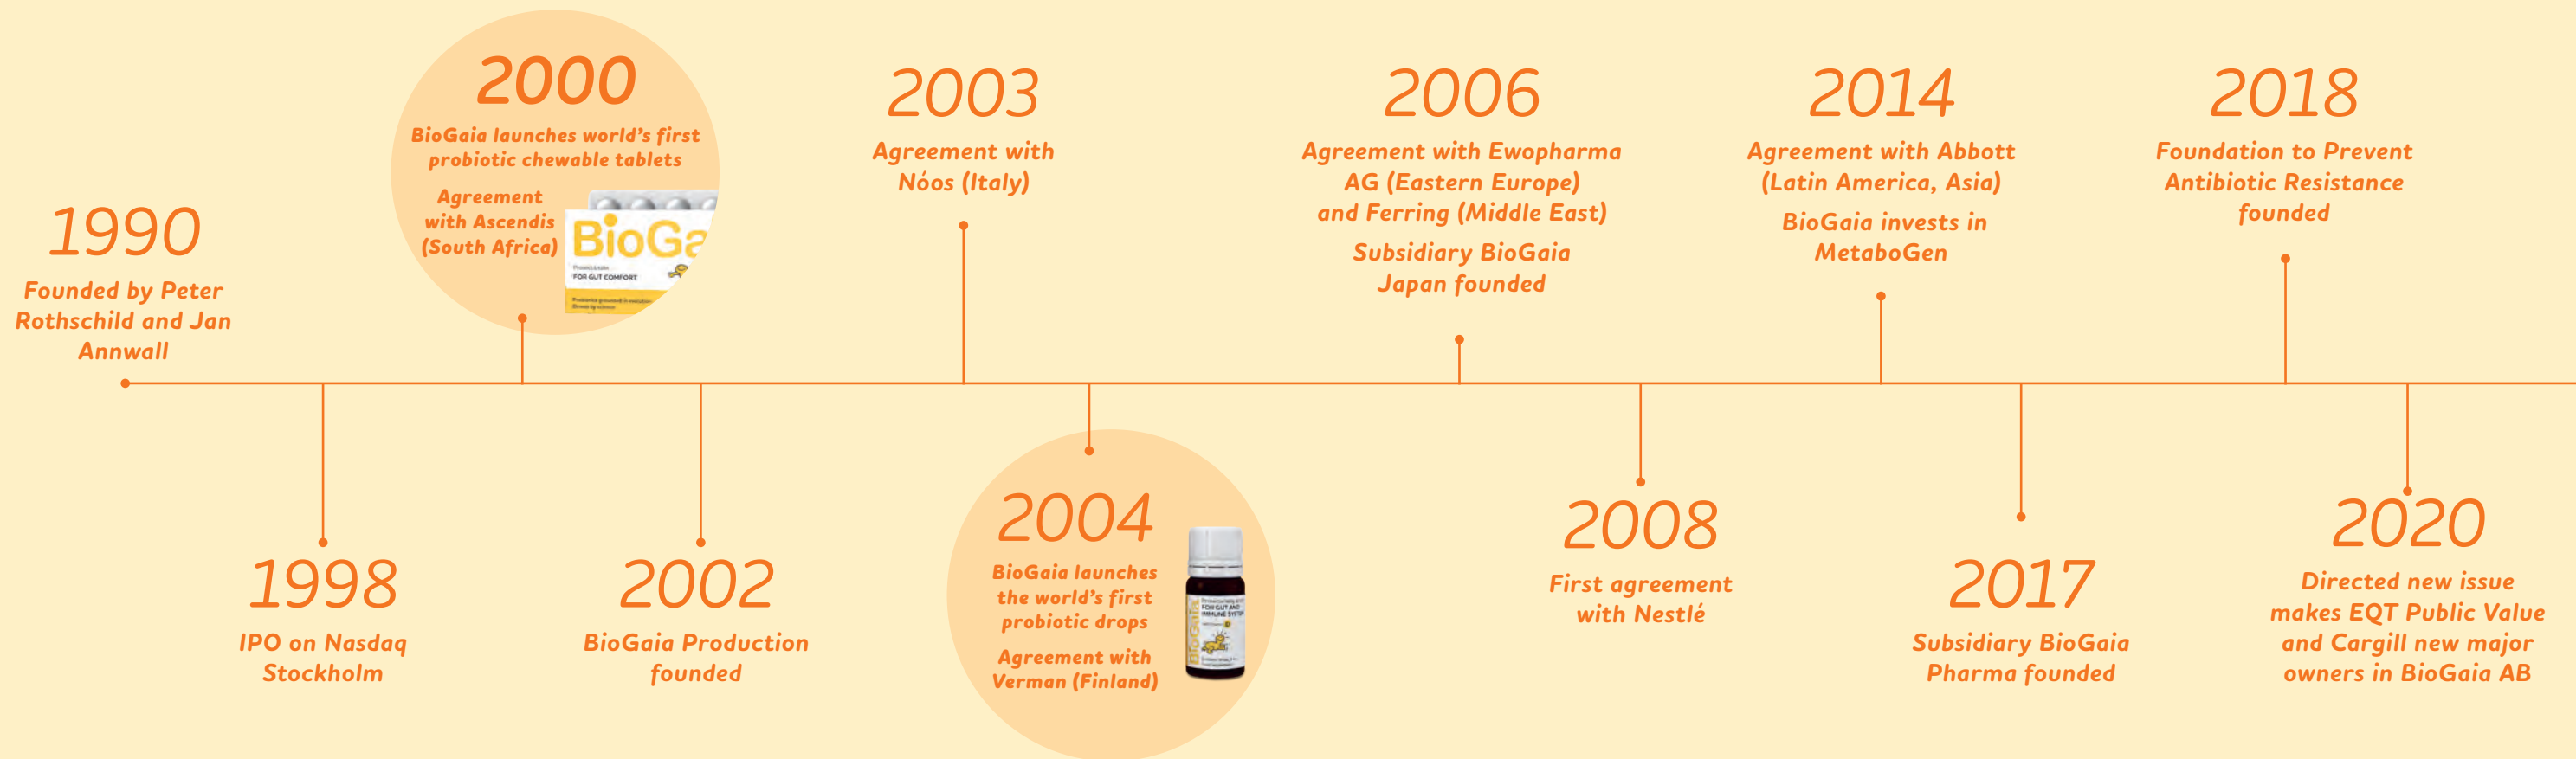 1990
Founded by Peter
Rothschild and Jan
Annwall
1998
IPO on Nasdaq
Stockholm
2000
BioGaia launches world's first
probiotic chewable tablets
Agreement
with Ascendis
(South Africa)
BioGa
FOR GUT COMFORT
2002
BioGaia Production
founded
2003
Agreement with
Nóos (Italy)
2004
BioGaia launches
the world's first
probiotic drops
Agreement with
Verman (Finland)
BioGaia
FOR GUT AND
IMMUNE SYSTEM
2006
Agreement with Ewopharma
AG (Eastern Europe)
and Ferring (Middle East)
Subsidiary BioGaia
Japan founded
2008
First agreement
with Nestlé
2014
Agreement with Abbott
(Latin America, Asia)
BioGaia invests in
MetaboGen
2017
Subsidiary BioGaia
Pharma founded
2018
Foundation to Prevent
Antibiotic Resistance
founded
2020
Directed new issue
makes EQT Public Value
and Cargill new major
owners in BioGaia AB